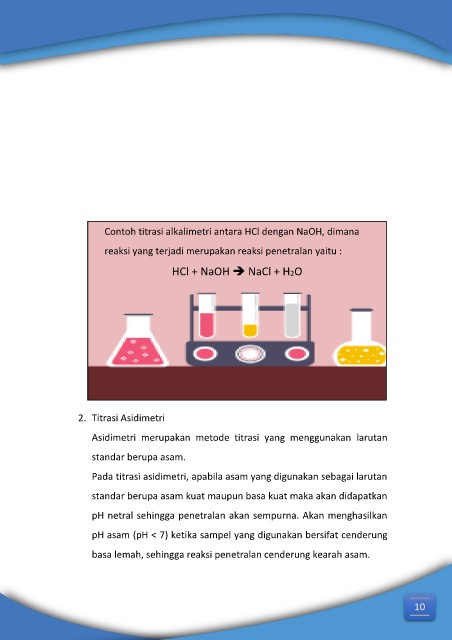 Contoh titrasi alkalimetri antara HCl dengan NaOH, dimana
reaksi yang terjadi merupakan reaksi penetralan yaitu :
HCl + NaOH 🡺 NaCl + H₂O
2. Titrasi Asidimetri
Asidimetri merupakan metode titrasi yang menggunakan larutan
standar berupa asam.
Pada titrasi asidimetri, apabila asam yang digunakan sebagai larutan
standar berupa asam kuat maupun basa kuat maka akan didapatkan
pH netral sehingga penetralan akan sempurna. Akan menghasilkan
pH asam (pH < 7) ketika sampel yang digunakan bersifat cenderung
basa lemah, sehingga reaksi penetralan cenderung kearah asam.
10